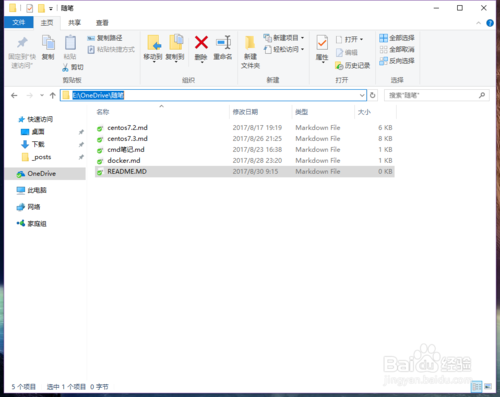 随笔
文件 主页 共享 查看
固定到"快速访问" 复制 粘贴 复制路径 粘贴快捷方式 剪切
移动到 复制到 删除 重命名 新建文件夹 新建项目 轻松访问
属性 打开 编辑 历史记录 全部选择 全部取消 反向选择
剪贴板 组织 新建 打开 选择
E:\OneDrive\随笔 搜索"随笔"
名称 修改日期 类型 大小
快速访问
桌面
下载
_posts
OneDrive
此电脑
网络
家庭组
centos7.2.md 2017/8/17 19:19 Markdown File 6 KB
centos7.3.md 2017/8/26 21:25 Markdown File 8 KB
cmd笔记.md 2017/8/23 16:38 Markdown File 1 KB
docker.md 2017/8/28 23:20 Markdown File 1 KB
README.MD 2017/8/30 9:15 Markdown File 0 KB
Baidu 经验
jingyan.baidu.com
5 个项目 选中 1 个项目 0 字节